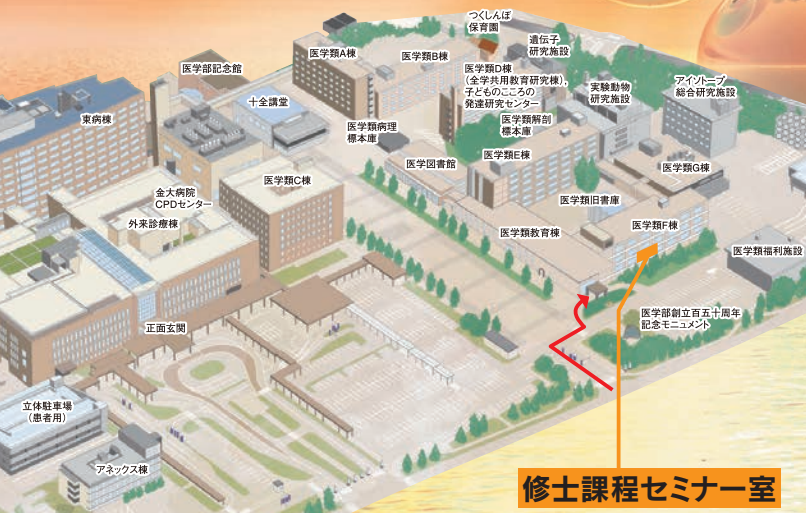 つくしんぼ
保育園
医学類A棟
医学類B棟
遺伝子
研究施設
医学部記念館
医学類D棟
（全学共用教育研究棟），
子どものこころの
発達研究センター
実験動物
研究施設
アイソトープ
総合研究施設
東病棟
十全講堂
医学類病理
標本庫
医学類解剖
標本庫
医学図書館
医学類E棟
医学類G棟
医学類C棟
金大病院
CPDセンター
外来診療棟
医学類旧書庫
医学類教育棟
医学類F棟
医学類福利施設
正面玄関
医学部創立百五十周年
記念モニュメント
立体駐車場
（患者用）
アネックス棟
修士課程セミナー室